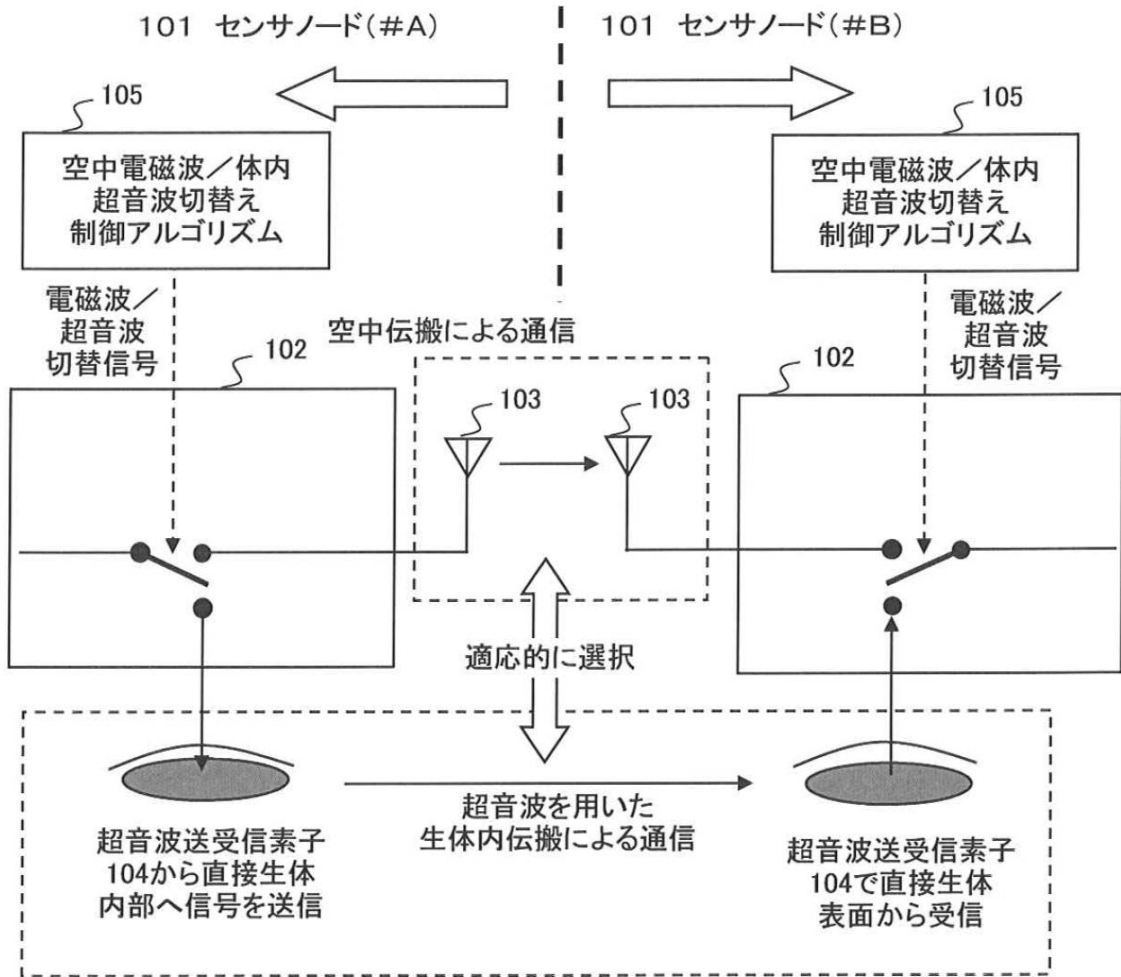 101 センサノード(#A)
101 センサノード(#B)
105
105
空中電磁波/体内
超音波切替え
制御アルゴリズム
空中電磁波/体内
超音波切替え
制御アルゴリズム
電磁波/
超音波
切替信号
電磁波/
超音波
切替信号
空中伝搬による通信
102
102
103
103
適応的に選択
超音波を用いた
生体内伝搬による通信
超音波送受信素子
104から直接生体
内部へ信号を送信
超音波送受信素子
104で直接生体
表面から受信